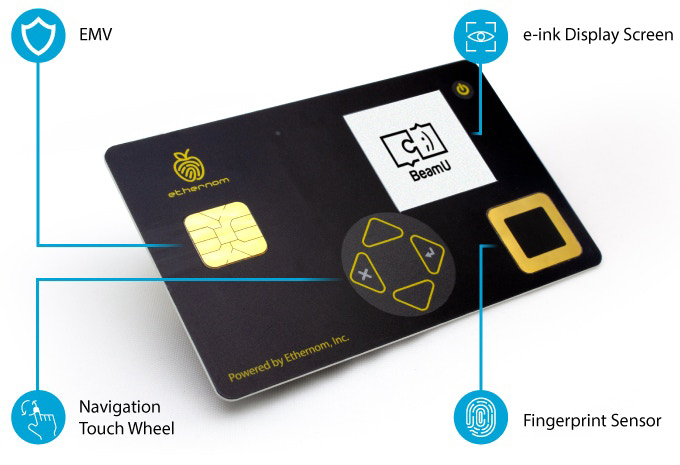 EMV
e-ink Display Screen
ethernom
BeamU
Powered by Ethernom, Inc.
Navigation
Touch Wheel
Fingerprint Sensor